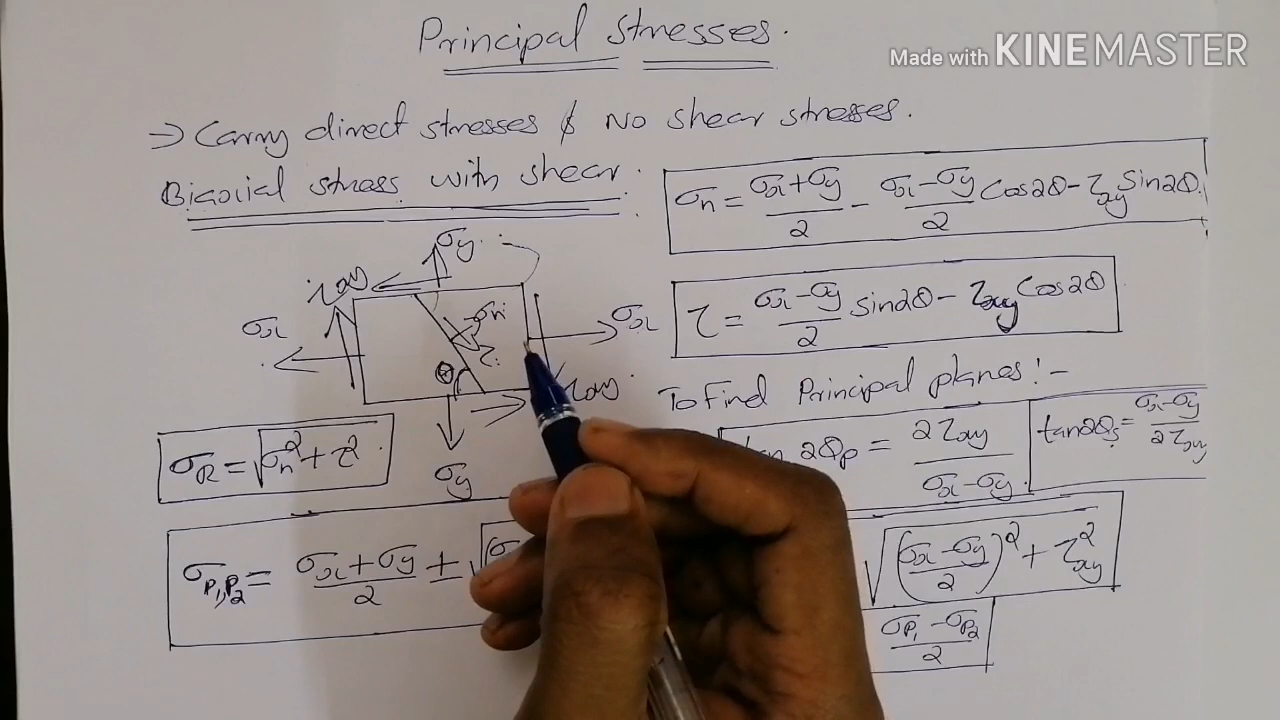 Principal stresses.
Made with KINEMASTER
→ Carry direct stresses & No shear stresses.
Biaxial stress with shear:
σn = (σx+σy)/2 - (σx-σy)/2 Cos2θ - τxy Sin2θ.
σy
τxy
σx
σn
σx
τ = (σx-σy)/2 sin2θ - τxy Cos2θ
τ
θ
τxy
To Find Principal planes :-
σy
σR = √(σn² + τ²)
2θp = 2τxy/(σx-σy)
tan2θs = (σx-σy)/2τxy
σP1,P2 = (σx+σy)/2 ± √
√(((σx-σy)/2)² + τxy²)
(σP1 - σP2)/2